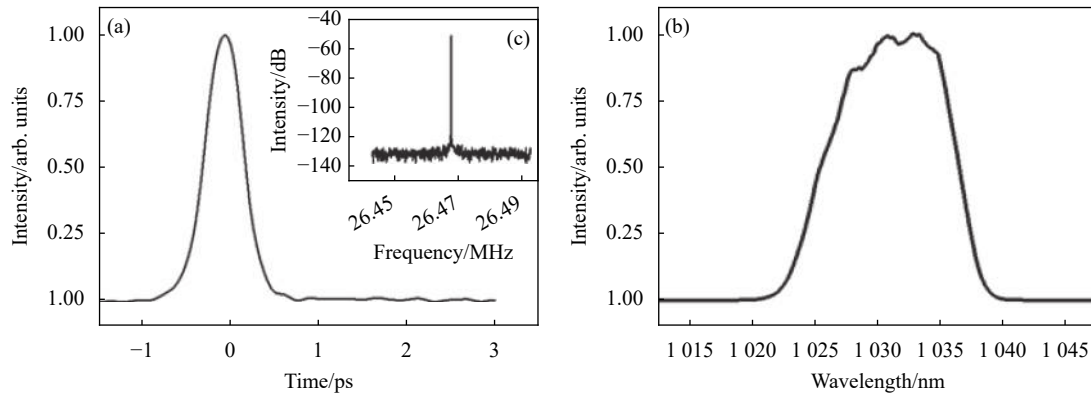 (a)
1.00
0.75
0.50
0.25
1.00
Intensity/arb. units
−1 0 1 2 3
Time/ps
(c)
−40
−60
−80
−100
−120
−140
Intensity/dB
26.45 26.47 26.49
Frequency/MHz
(b)
1.00
0.75
0.50
0.25
1.00
Intensity/arb. units
1 015 1 020 1 025 1 030 1 035 1 040 1 045
Wavelength/nm